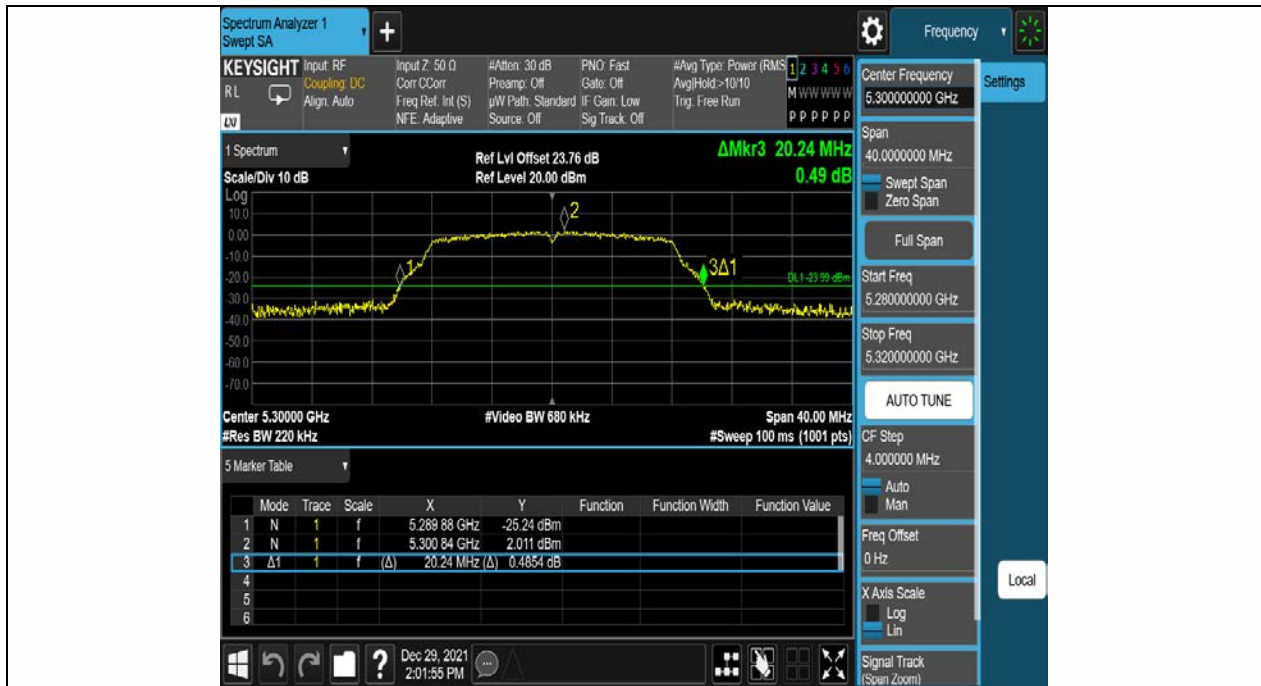 Spectrum Analyzer 1
Swept SA
+
Frequency
KEYSIGHT
RL
LXI
Input: RF
Coupling: DC
Align: Auto
Input Z: 50 Ω
Corr CCorr
Freq Ref: Int (S)
NFE: Adaptive
#Atten: 30 dB
Preamp: Off
µW Path: Standard
Source: Off
PNO: Fast
Gate: Off
IF Gain: Low
Sig Track: Off
#Avg Type: Power (RMS
Avg|Hold:>10/10
Trig: Free Run
1 2 3 4 5 6
M W W W W W
P P P P P P
1 Spectrum
Scale/Div 10 dB
Ref Lvl Offset 23.76 dB
Ref Level 20.00 dBm
ΔMkr3 20.24 MHz
0.49 dB
Log
10.0
0.00
-10.0
-20.0
-30.0
-40.0
-50.0
-60.0
-70.0
1
2
3Δ1
DL1 -23.99 dBm
Center 5.30000 GHz
#Res BW 220 kHz
#Video BW 680 kHz
Span 40.00 MHz
#Sweep 100 ms (1001 pts)
5 Marker Table
Mode Trace Scale X Y Function Function Width Function Value
1 N 1 f 5.289 88 GHz -25.24 dBm
2 N 1 f 5.300 84 GHz 2.011 dBm
3 Δ1 1 f (Δ) 20.24 MHz (Δ) 0.4854 dB
4
5
6
?
Dec 29, 2021
2:01:55 PM
Center Frequency
5.300000000 GHz
Span
40.0000000 MHz
Swept Span
Zero Span
Full Span
Start Freq
5.280000000 GHz
Stop Freq
5.320000000 GHz
AUTO TUNE
CF Step
4.000000 MHz
Auto
Man
Freq Offset
0 Hz
X Axis Scale
Log
Lin
Signal Track
(Span Zoom)
Settings
Local